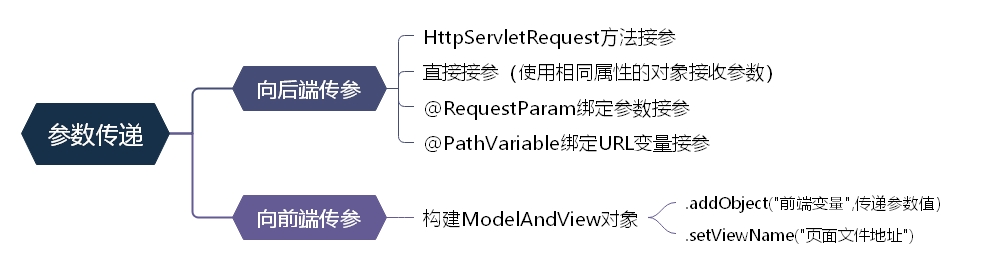 参数传递
向后端传参
HttpServletRequest方法接参
直接接参（使用相同属性的对象接收参数）
@RequestParam绑定参数接参
@PathVariable绑定URL变量接参
向前端传参
构建ModelAndView对象
.addObject("前端变量",传递参数值)
.setViewName("页面文件地址")